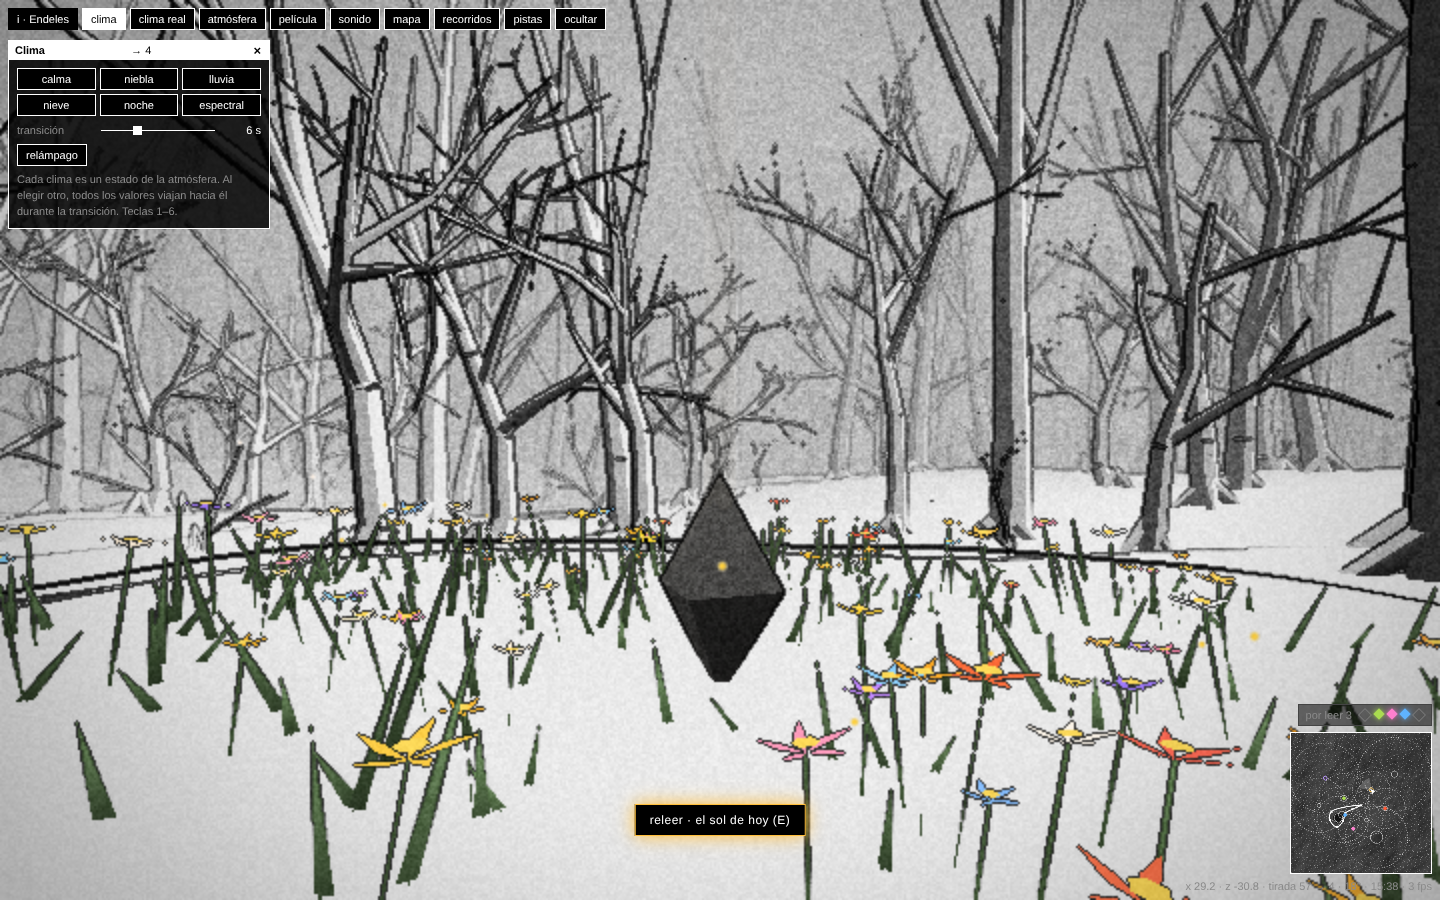 i · Endeles
clima
clima real
atmósfera
película
sonido
mapa
recorridos
pistas
ocultar
Clima → 4 ×
calma niebla lluvia
nieve noche espectral
transición 6 s
relámpago
Cada clima es un estado de la atmósfera. Al
elegir otro, todos los valores viajan hacia él
durante la transición. Teclas 1–6.
por leer 3
releer · el sol de hoy (E)
x 29.2 · z -30.8 · tirada 3 fps